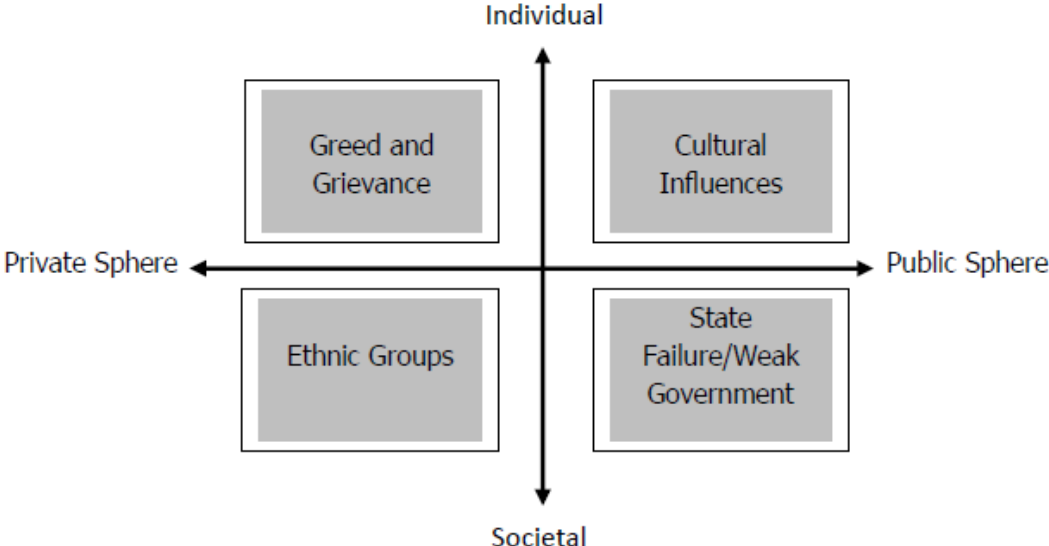 Individual
Greed and
Grievance
Cultural
Influences
Private Sphere
Public Sphere
Ethnic Groups
State
Failure/Weak
Government
Societal